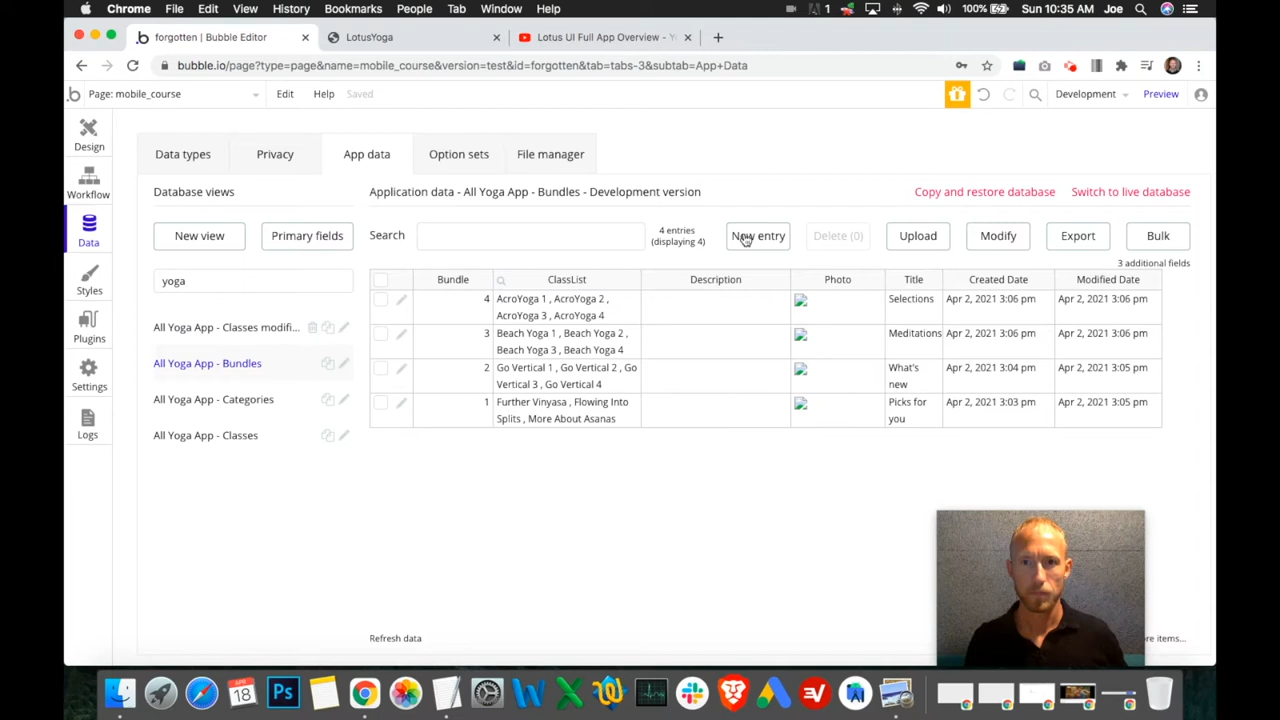 Chrome File Edit View History Bookmarks People Tab Window Help 1 100% Sun 10:35 AM Joe
forgotten | Bubble Editor LotusYoga Lotus UI Full App Overview - Y
bubble.io/page?type=page&name=mobile_course&version=test&id=forgotten&tab=tabs-3&subtab=App+Data
b Page: mobile_course Edit Help Saved Development Preview
Design
Workflow
Data
Styles
Plugins
Settings
Logs
Data types Privacy App data Option sets File manager
Database views
New view Primary fields
yoga
All Yoga App - Classes modifi...
All Yoga App - Bundles
All Yoga App - Categories
All Yoga App - Classes
Application data - All Yoga App - Bundles - Development version Copy and restore database Switch to live database
Search 4 entries
(displaying 4)
New entry Delete (0) Upload Modify Export Bulk
3 additional fields
Bundle ClassList Description Photo Title Created Date Modified Date
4 AcroYoga 1 , AcroYoga 2 , Selections Apr 2, 2021 3:06 pm Apr 2, 2021 3:06 pm
AcroYoga 3 , AcroYoga 4
3 Beach Yoga 1 , Beach Yoga 2 , Meditations Apr 2, 2021 3:06 pm Apr 2, 2021 3:06 pm
Beach Yoga 3 , Beach Yoga 4
2 Go Vertical 1 , Go Vertical 2 , Go What's Apr 2, 2021 3:04 pm Apr 2, 2021 3:05 pm
Vertical 3 , Go Vertical 4 new
1 Further Vinyasa , Flowing Into Picks for Apr 2, 2021 3:03 pm Apr 2, 2021 3:05 pm
Splits , More About Asanas you
Refresh data items...
APR
18
Ps
W
X